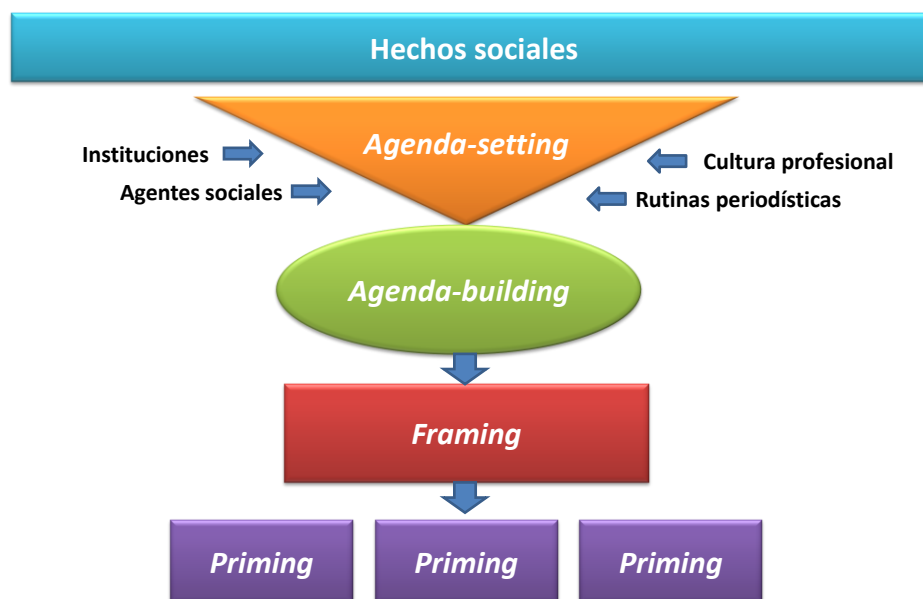 Hechos sociales
Agenda-setting
Instituciones
Cultura profesional
Agentes sociales
Rutinas periodísticas
Agenda-building
Framing
Priming
Priming
Priming